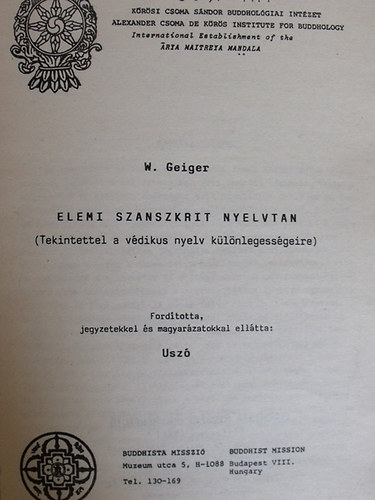 KÖRÖSI CSOMA SÁNDOR BUDDHOLÓGIAI INTÉZET
ALEXANDER CSOMA DE KÖRÖS INSTITUTE FOR BUDDHOLOGY
International Establishment of the
ĀRYA MAITREYA MAṆḌALA
W. Geiger
ELEMI SZANSZKRIT NYELVTAN
(Tekintettel a védikus nyelv különlegességeire)
Fordította,
jegyzetekkel és magyarázatokkal ellátta:
Uszó
BUDDHISTA MISSZIÓ BUDDHIST MISSION
Muzeum utca 5, H-1088 Budapest VIII.
Hungary
Tel. 130-169